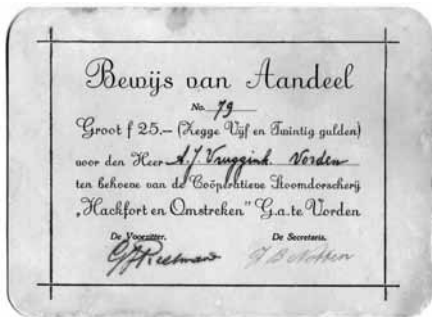 Bewijs van Aandeel
No. 79
Groot f 25.— (Zegge Vijf en Twintig gulden)
voor den Heer A.J. Vruggink. Vorden
ten behoeve van de Coöperatieve Stoomdorscherij
„Hackfort en Omstreken” G.a. te Vorden
De Voorzitter, De Secretaris.